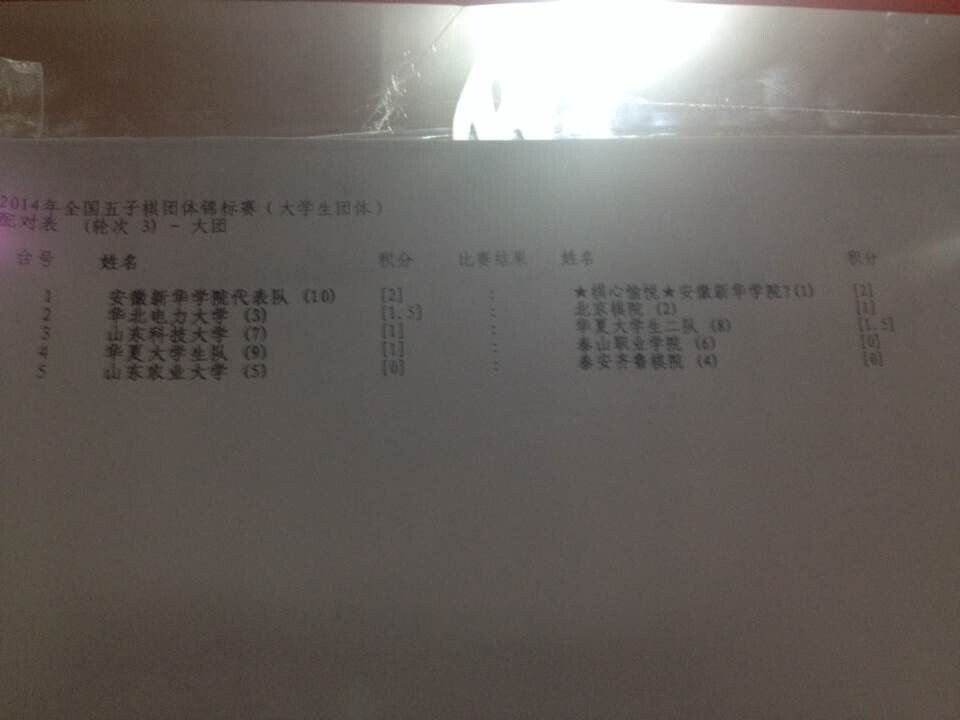 2014年全国五子棋团体锦标赛（大学生团体）
配对表 (轮次 3) - 大团
台号 姓名 积分 比赛结果 姓名 积分
1 安徽新华学院代表队 (10) [2] : ★棋心愉悦★安徽新华学院?(1) [2]
2 华北电力大学 (3) [1.5] : 北京棋院 (2) [1]
3 山东科技大学 (7) [1] : 华夏大学生二队 (8) [1.5]
4 华夏大学生队 (9) [1] : 泰山职业学院 (6) [0]
5 山东农业大学 (5) [0] : 泰安齐鲁棋院 (4) [0]